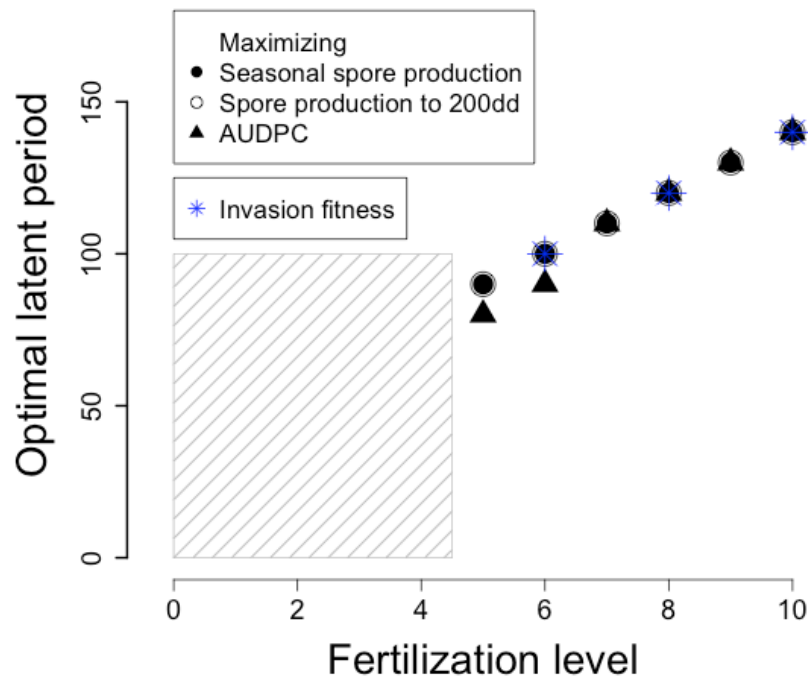 Maximizing
Seasonal spore production
Spore production to 200dd
AUDPC
Invasion fitness
Optimal latent period
150
100
50
0
0 2 4 6 8 10
Fertilization level